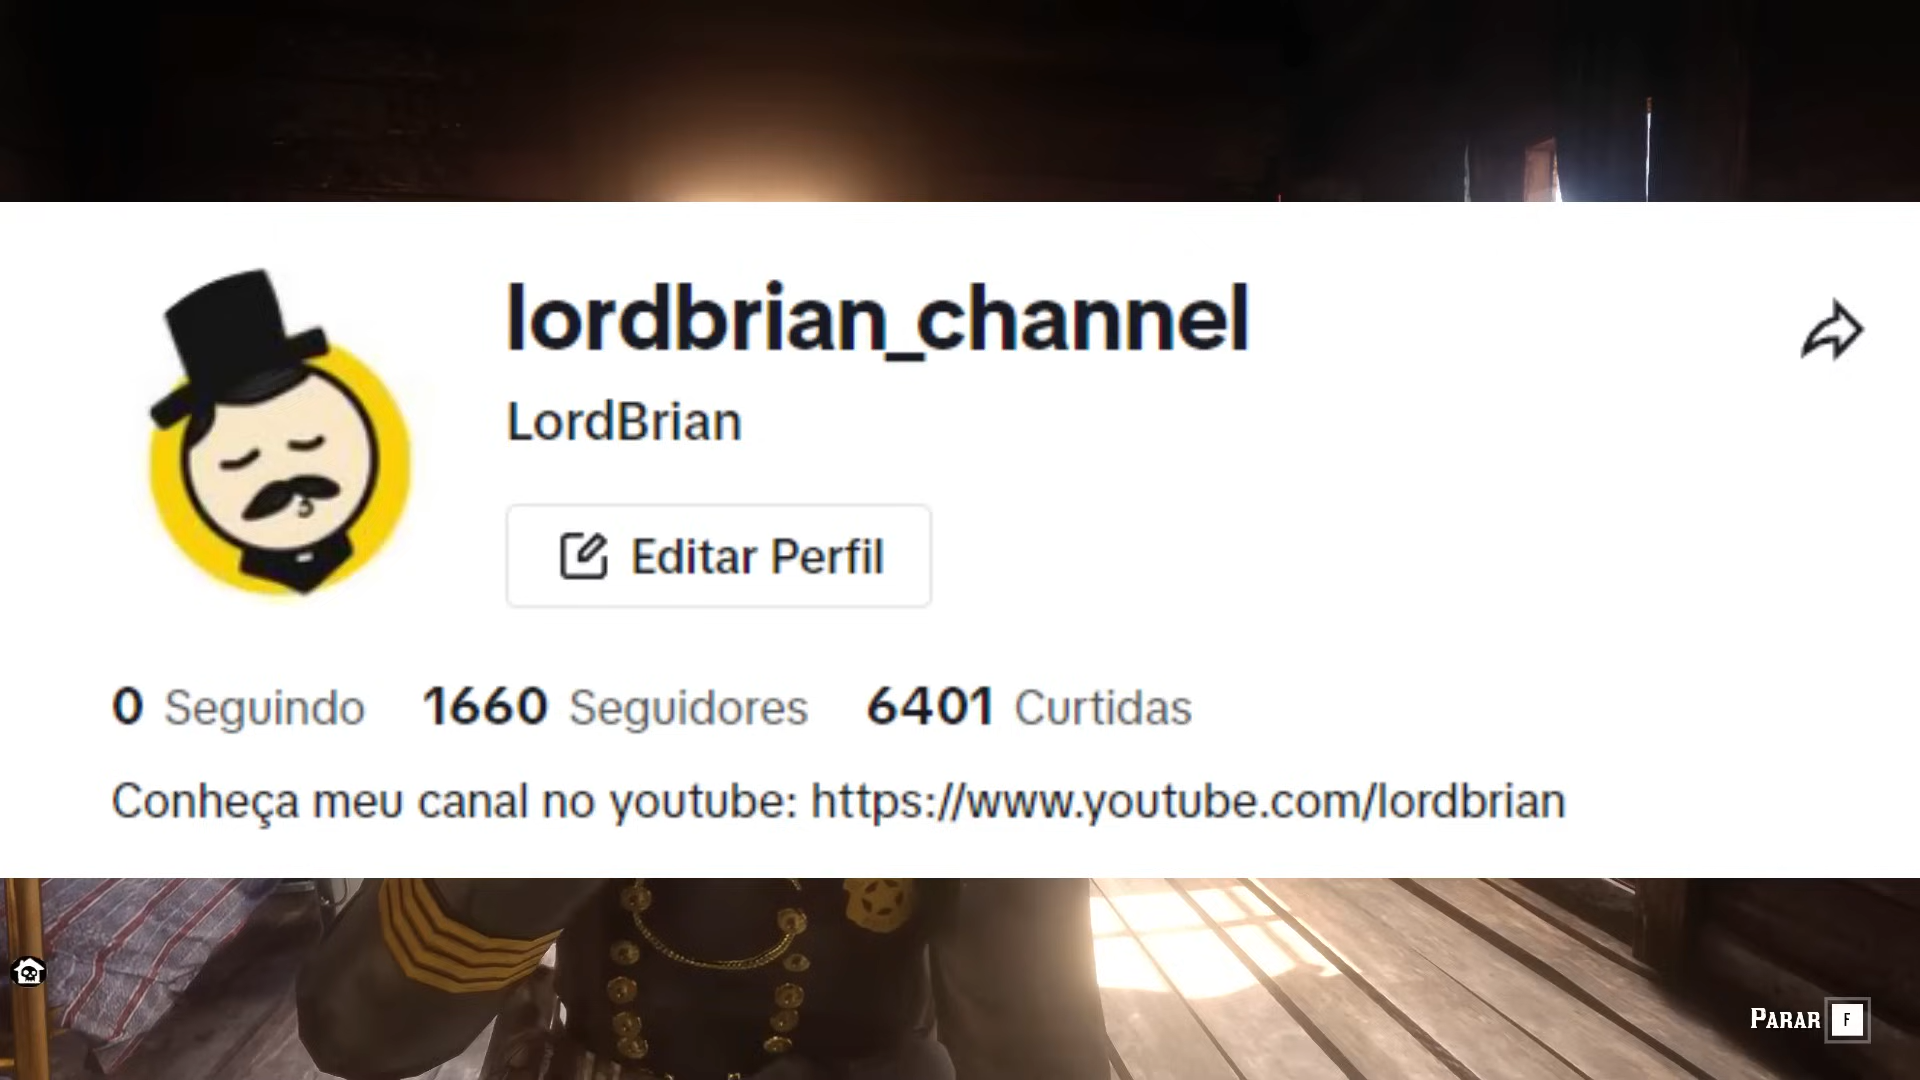 lordbrian_channel
LordBrian
Editar Perfil
0 Seguindo 1660 Seguidores 6401 Curtidas
Conheça meu canal no youtube: https://www.youtube.com/lordbrian
PARAR F